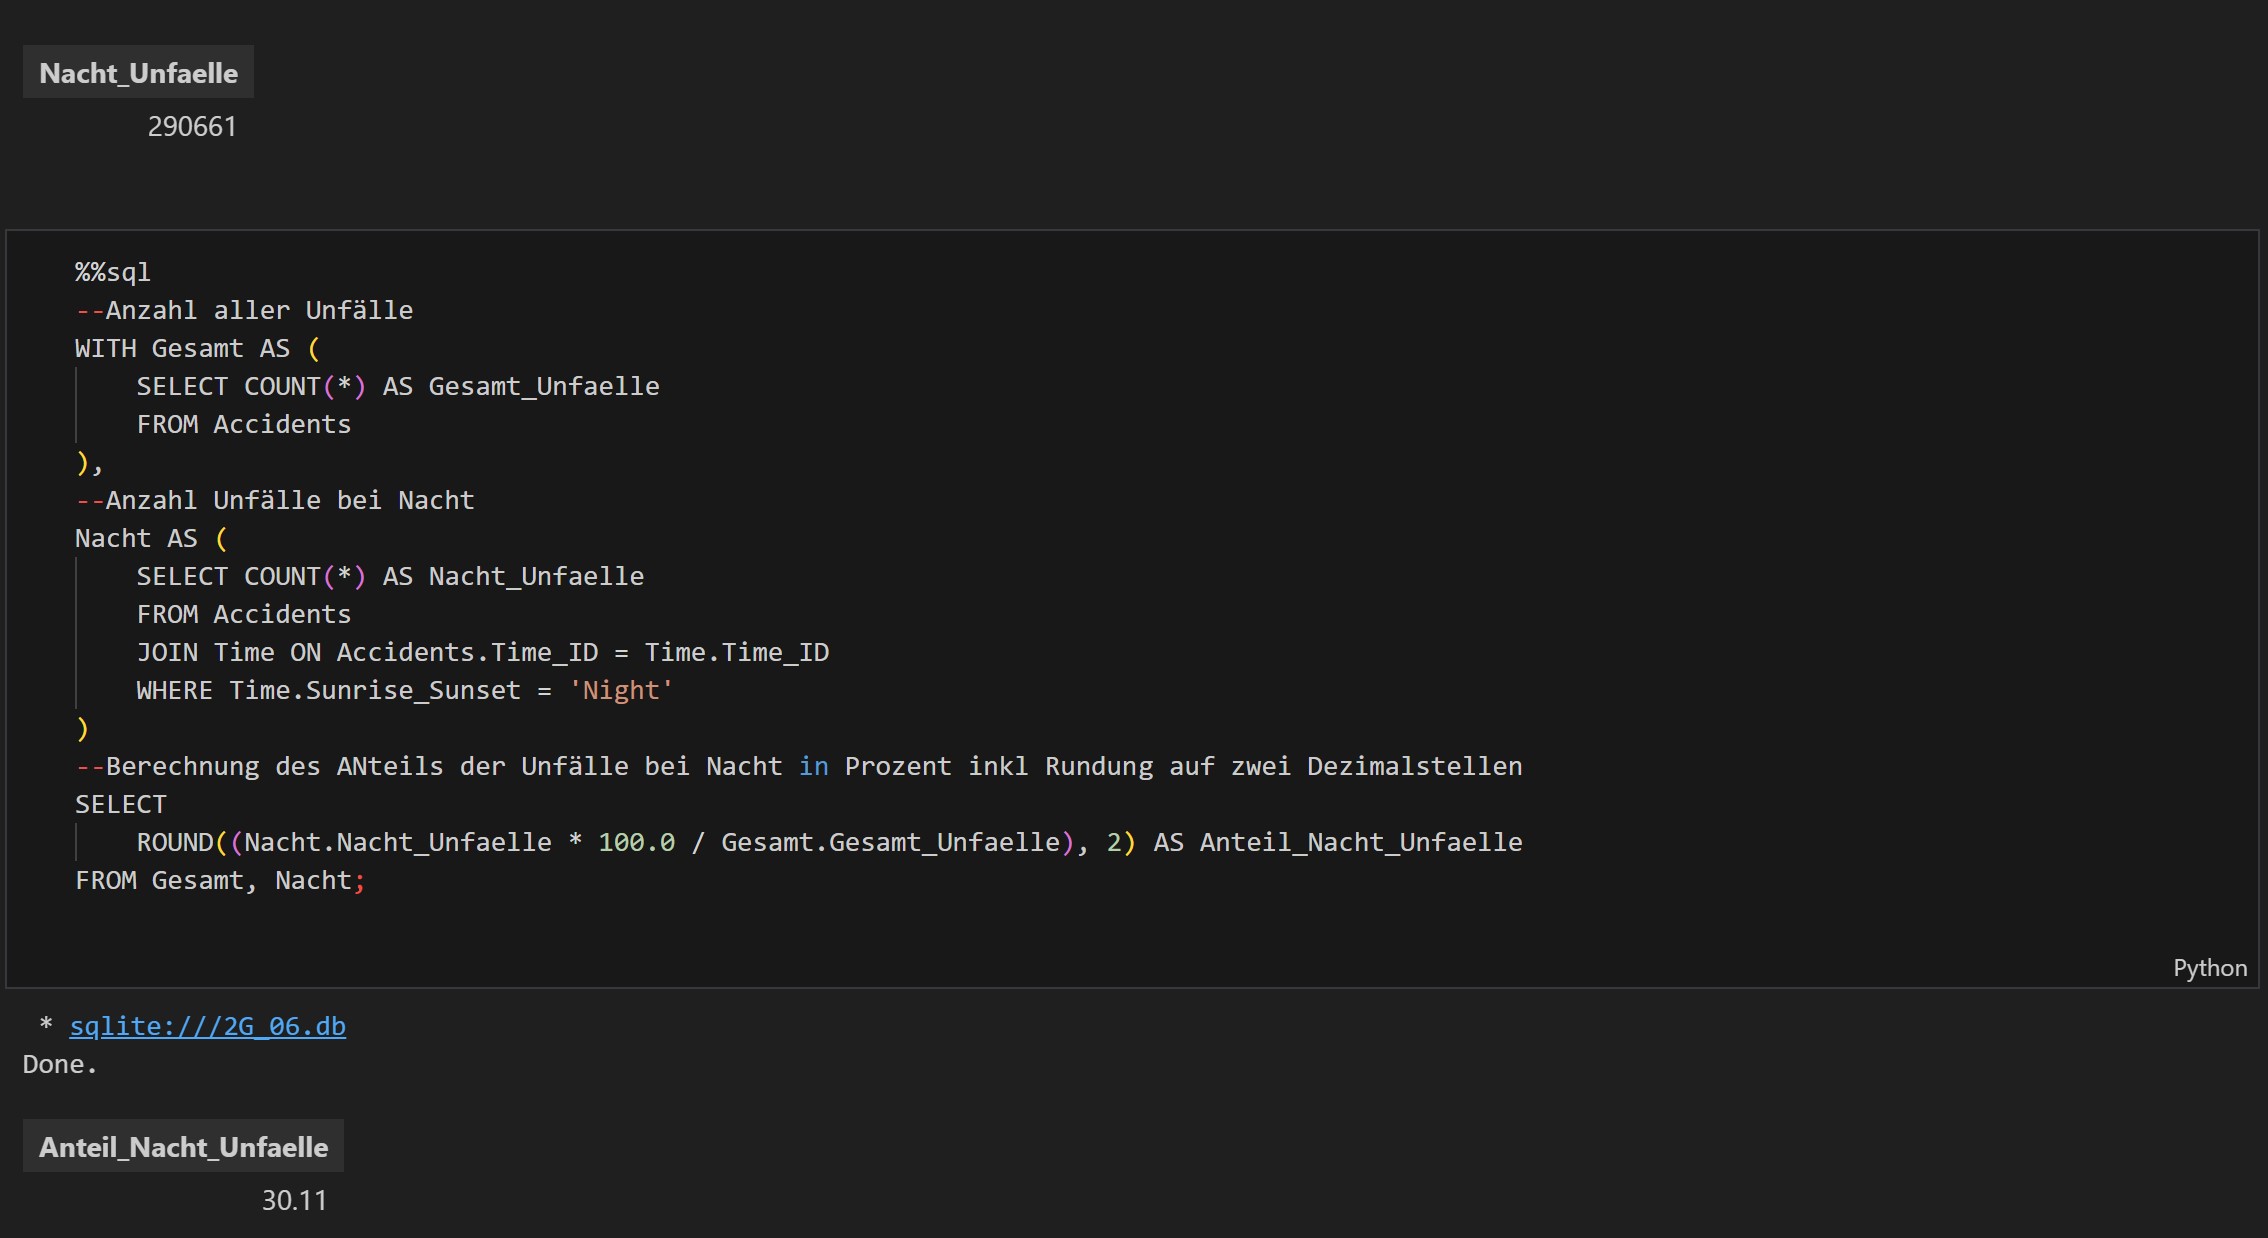 Nacht_Unfaelle
290661
%%sql
--Anzahl aller Unfälle
WITH Gesamt AS (
    SELECT COUNT(*) AS Gesamt_Unfaelle
    FROM Accidents
),
--Anzahl Unfälle bei Nacht
Nacht AS (
    SELECT COUNT(*) AS Nacht_Unfaelle
    FROM Accidents
    JOIN Time ON Accidents.Time_ID = Time.Time_ID
    WHERE Time.Sunrise_Sunset = 'Night'
)
--Berechnung des ANteils der Unfälle bei Nacht in Prozent inkl Rundung auf zwei Dezimalstellen
SELECT
    ROUND((Nacht.Nacht_Unfaelle * 100.0 / Gesamt.Gesamt_Unfaelle), 2) AS Anteil_Nacht_Unfaelle
FROM Gesamt, Nacht;
Python
 * sqlite:///2G_06.db
Done.
Anteil_Nacht_Unfaelle
30.11